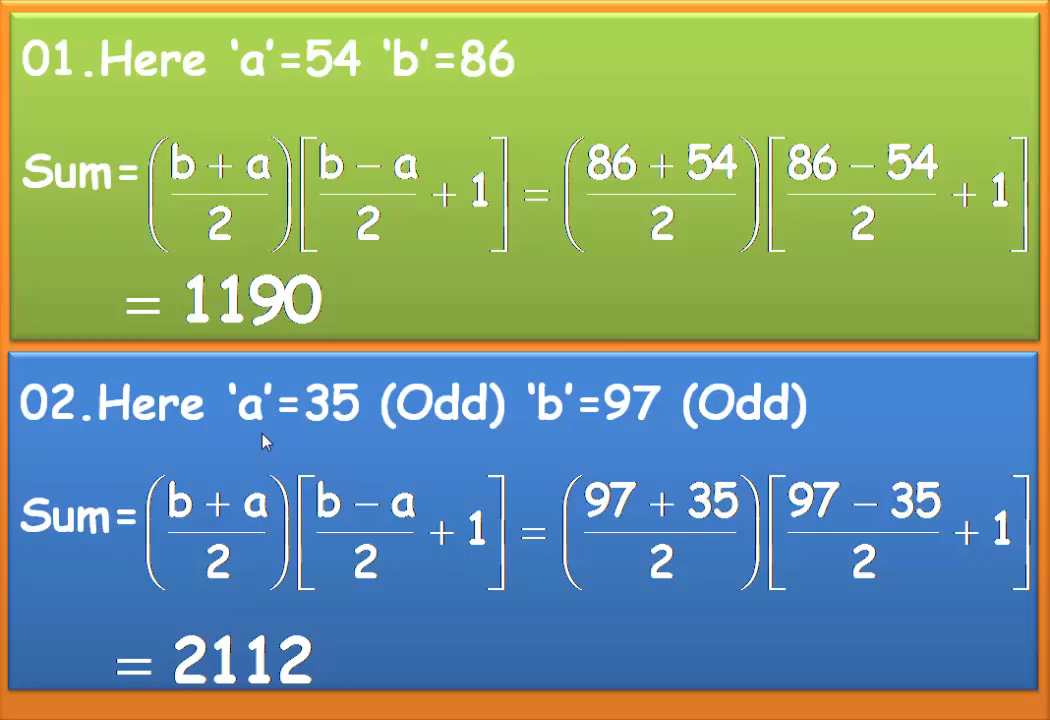 01.Here ‘a’=54 ‘b’=86
Sum=((b + a)/2)[(b − a)/2 + 1] = ((86 + 54)/2)[(86 − 54)/2 + 1]
= 1190
02.Here ‘a’=35 (Odd) ‘b’=97 (Odd)
Sum=((b + a)/2)[(b − a)/2 + 1] = ((97 + 35)/2)[(97 − 35)/2 + 1]
= 2112